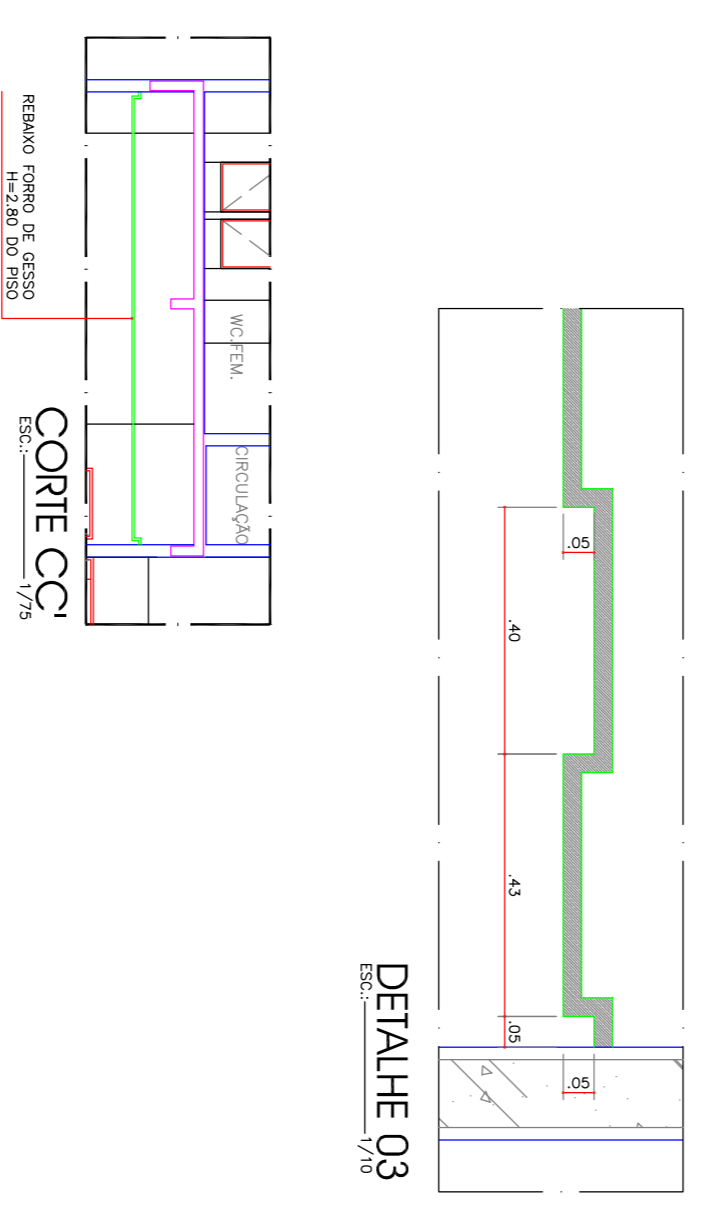 .05
.40
.43
.05
.05
DETALHE 03
ESC.: 1/10
WC.FEM.
CIRCULAÇÃO
REBAIXO FORRO DE GESSO
H=2.80 DO PISO
CORTE CC'
ESC.: 1/75